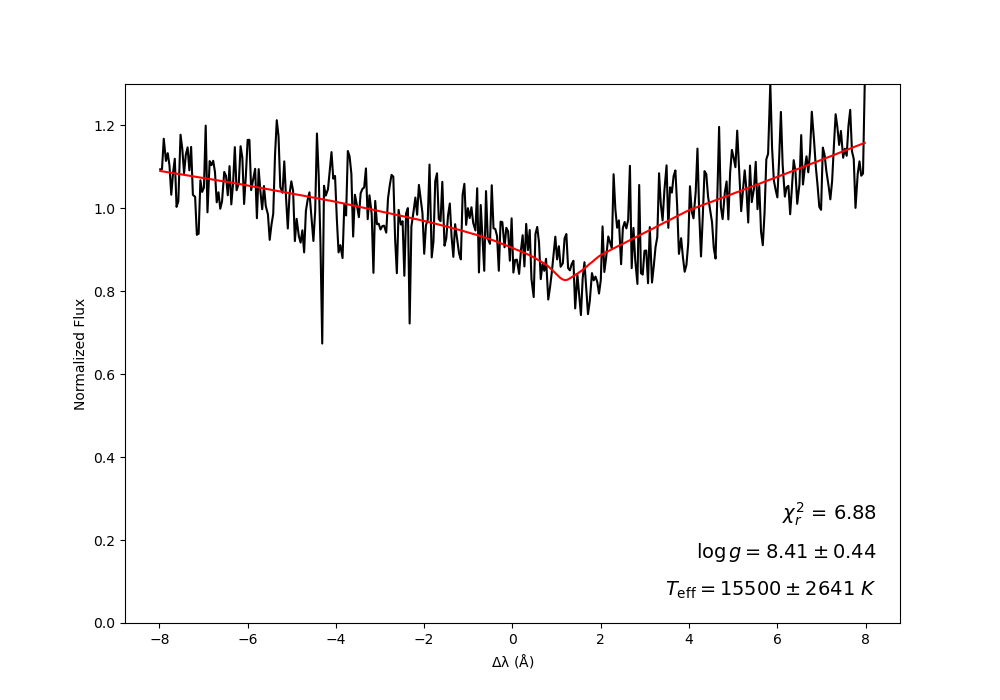 1.2
1.0
0.8
0.6
0.4
0.2
0.0
Normalized Flux
χ²ᵣ = 6.88
log g = 8.41 ± 0.44
T_eff = 15500 ± 2641 K
−8 −6 −4 −2 0 2 4 6 8
Δλ (Å)